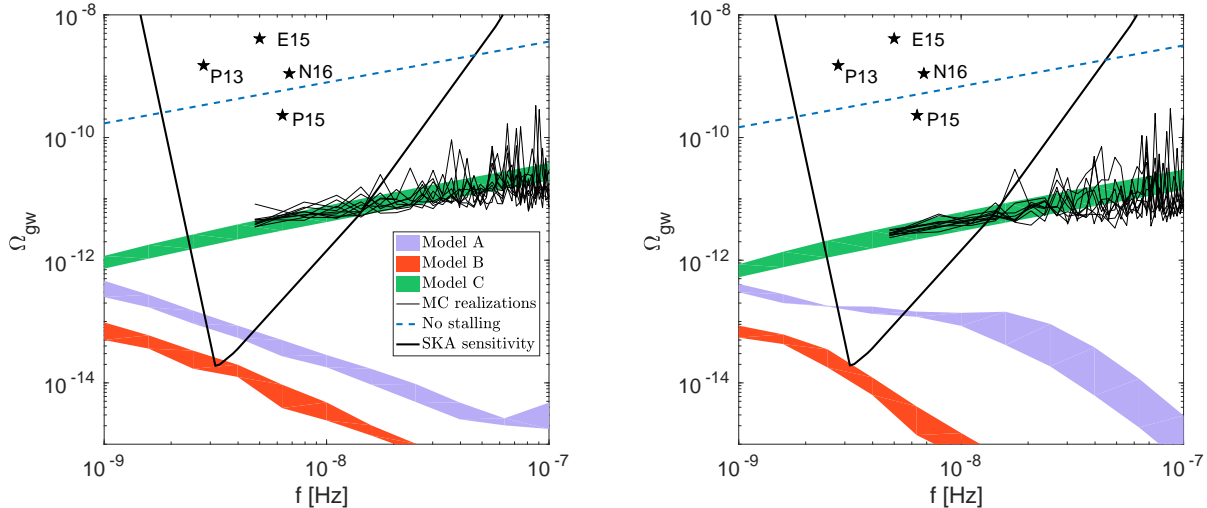 10^-8
E15
P13
N16
P15
10^-10
Ω_gw
10^-12
10^-14
Model A
Model B
Model C
MC realizations
No stalling
SKA sensitivity
10^-9
10^-8
10^-7
f [Hz]
10^-8
E15
P13
N16
P15
10^-10
Ω_gw
10^-12
10^-14
10^-9
10^-8
10^-7
f [Hz]